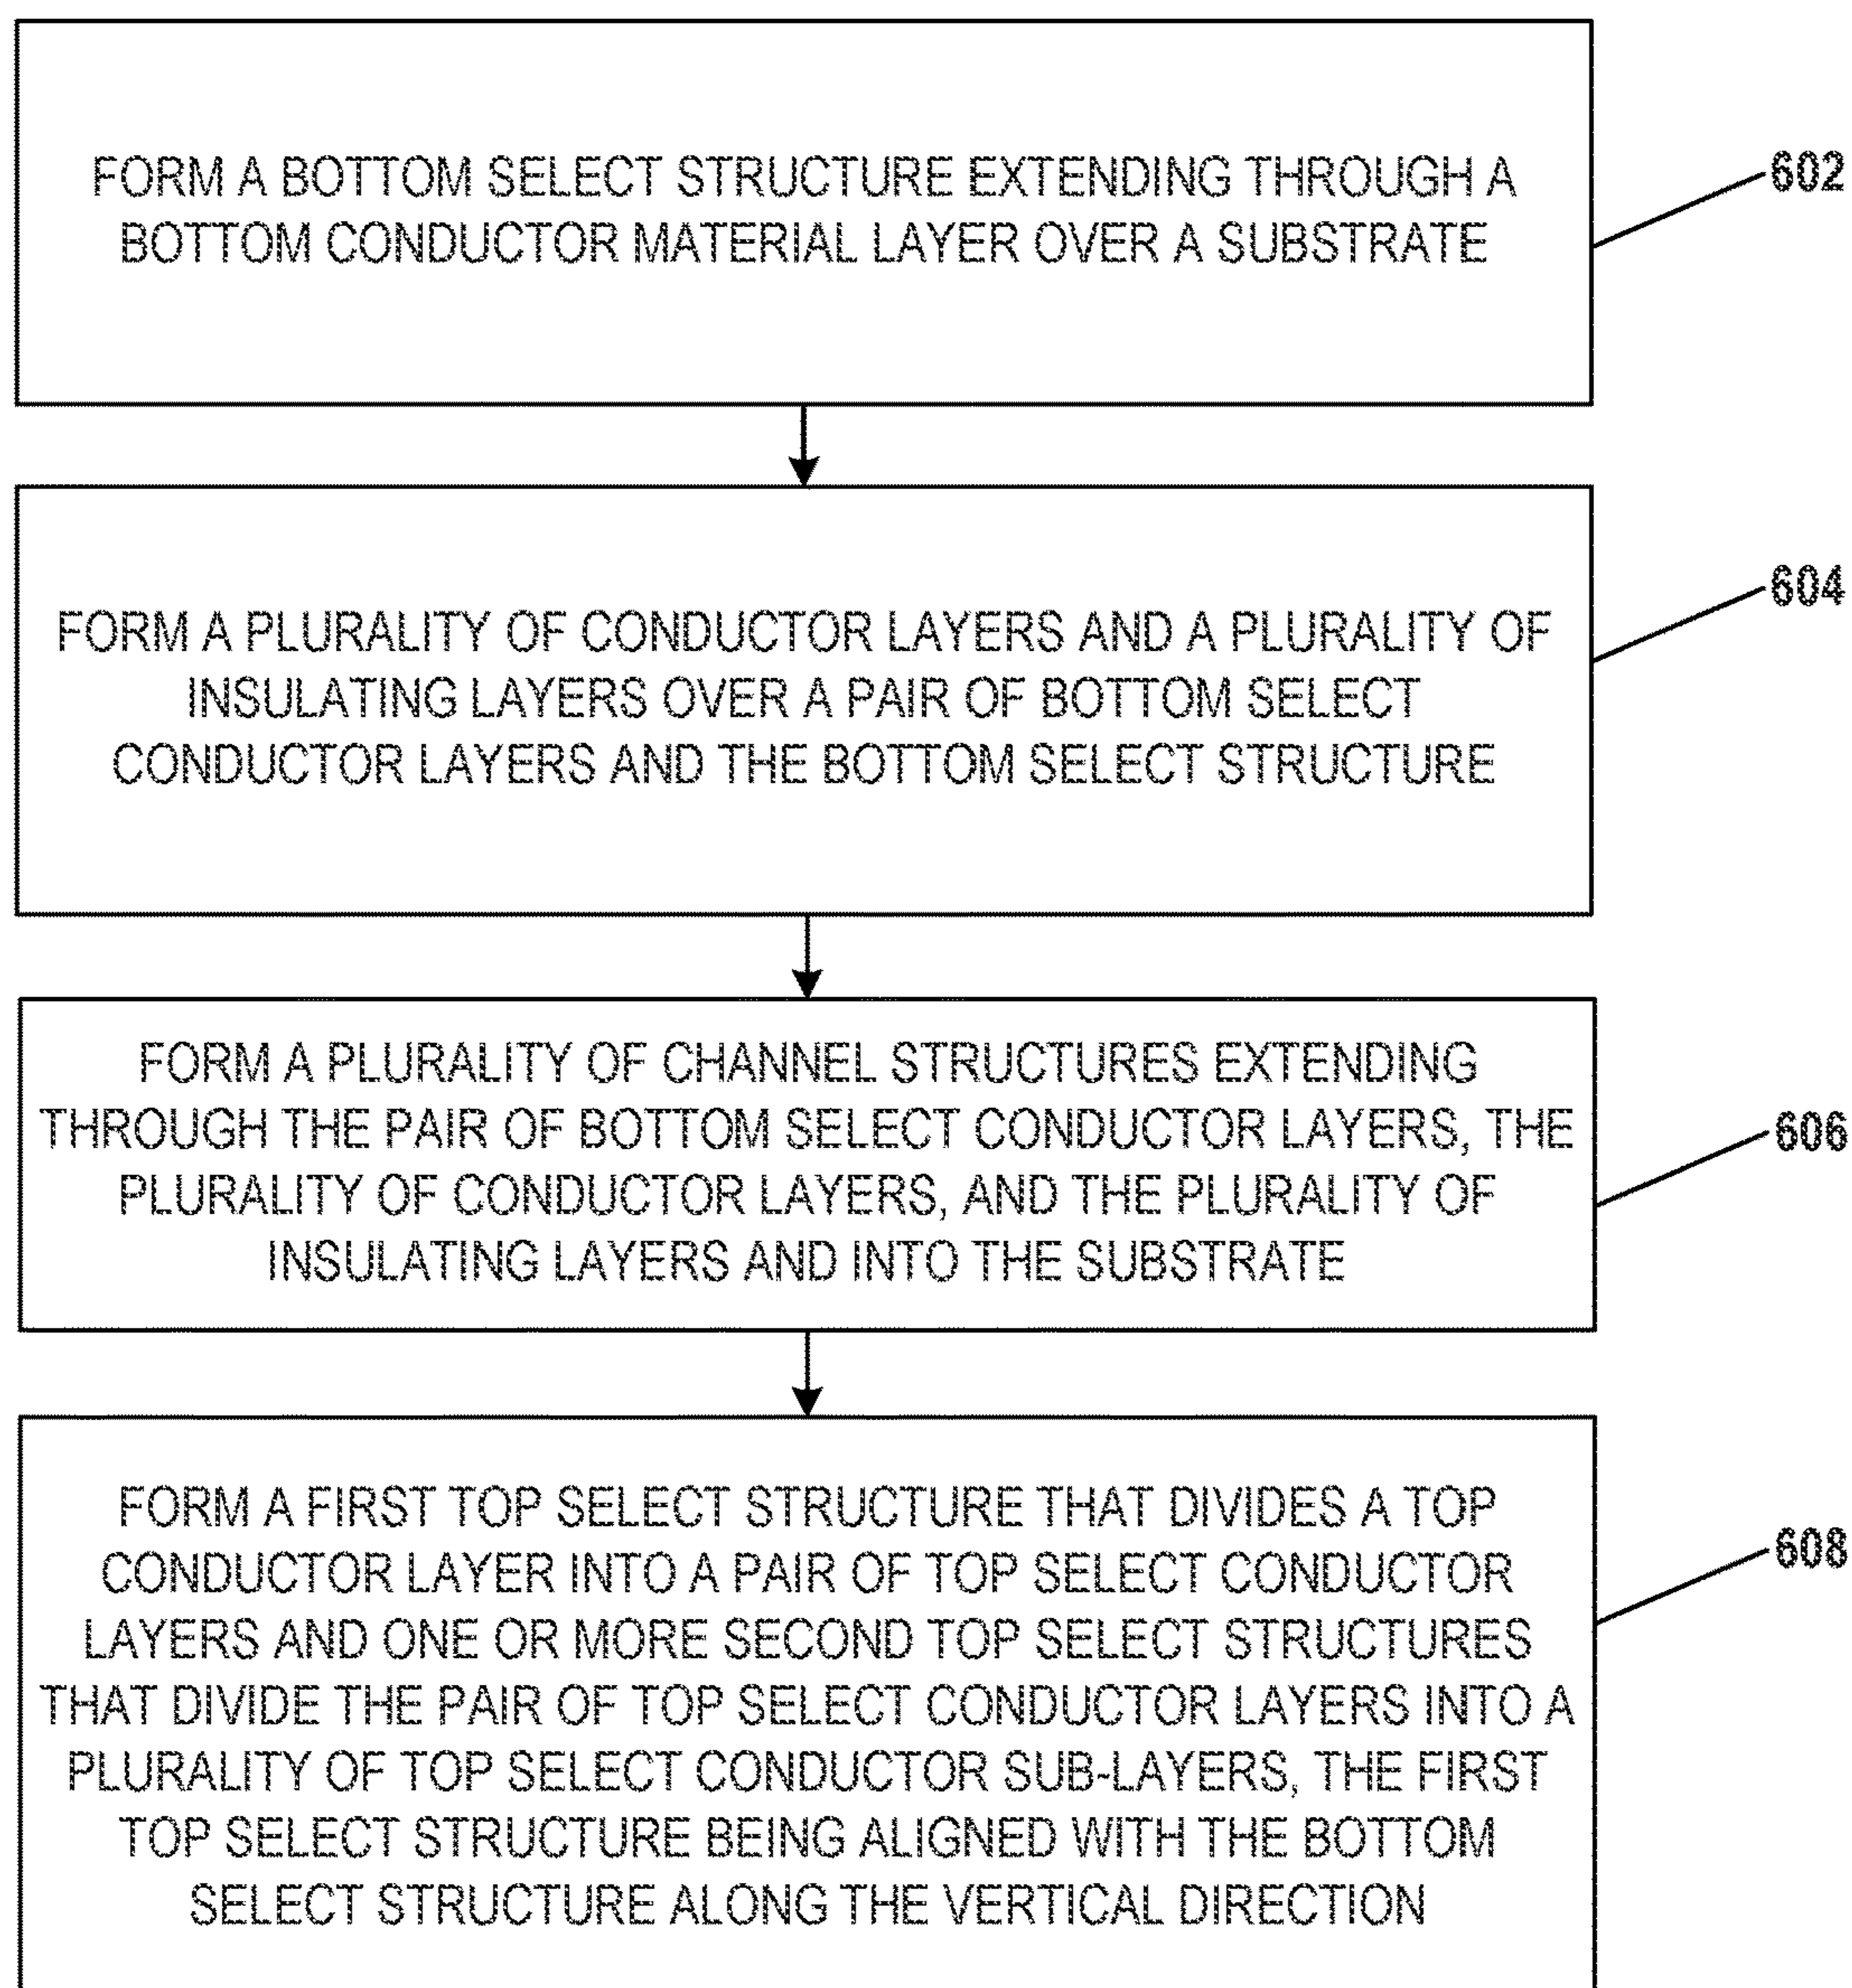 FORM A BOTTOM SELECT STRUCTURE EXTENDING THROUGH A
BOTTOM CONDUCTOR MATERIAL LAYER OVER A SUBSTRATE
602
FORM A PLURALITY OF CONDUCTOR LAYERS AND A PLURALITY OF
INSULATING LAYERS OVER A PAIR OF BOTTOM SELECT
CONDUCTOR LAYERS AND THE BOTTOM SELECT STRUCTURE
604
FORM A PLURALITY OF CHANNEL STRUCTURES EXTENDING
THROUGH THE PAIR OF BOTTOM SELECT CONDUCTOR LAYERS, THE
PLURALITY OF CONDUCTOR LAYERS, AND THE PLURALITY OF
INSULATING LAYERS AND INTO THE SUBSTRATE
606
FORM A FIRST TOP SELECT STRUCTURE THAT DIVIDES A TOP
CONDUCTOR LAYER INTO A PAIR OF TOP SELECT CONDUCTOR
LAYERS AND ONE OR MORE SECOND TOP SELECT STRUCTURES
THAT DIVIDE THE PAIR OF TOP SELECT CONDUCTOR LAYERS INTO A
PLURALITY OF TOP SELECT CONDUCTOR SUB-LAYERS, THE FIRST
TOP SELECT STRUCTURE BEING ALIGNED WITH THE BOTTOM
SELECT STRUCTURE ALONG THE VERTICAL DIRECTION
608